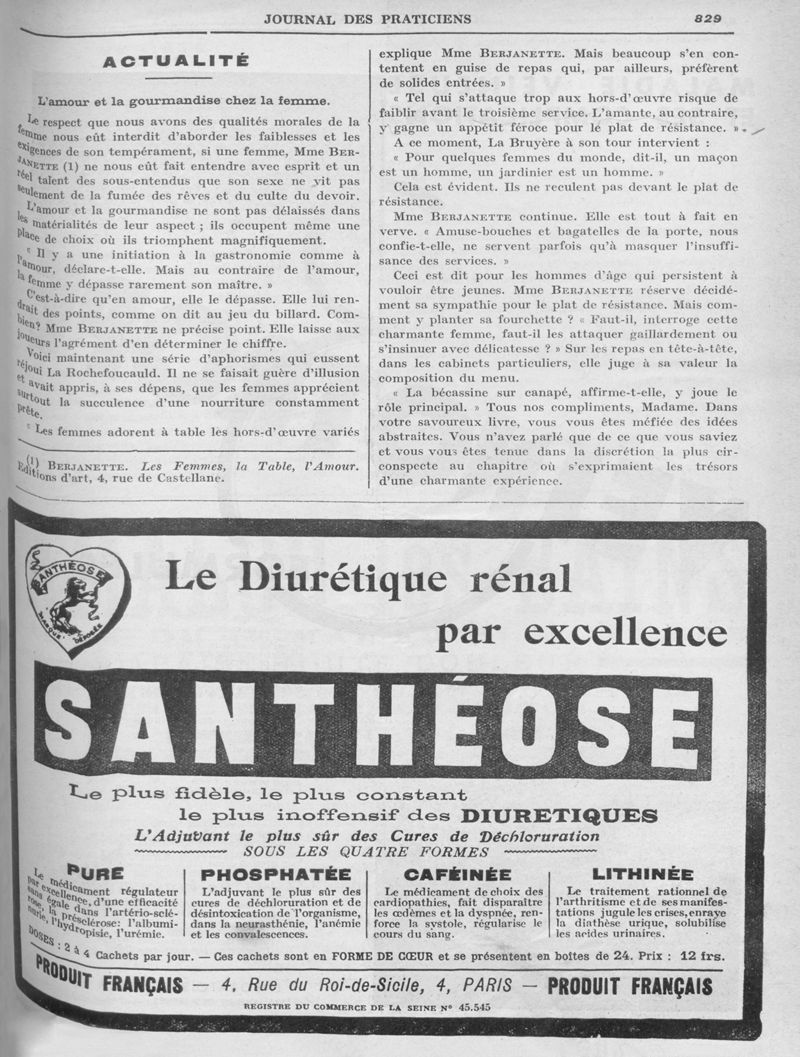 JOURNAL DES PRATICIENS 829
ACTUALITÉ
L'amour et la gourmandise chez la femme.
Le respect que nous avons des qualités morales de la
femme nous eût interdit d'aborder les faiblesses et les
exigences de son tempérament, si une femme, Mme BER-
JANETTE (1) ne nous eût fait entendre avec esprit et un
réel talent des sous-entendus que son sexe ne vit pas
seulement de la fumée des rêves et du culte du devoir.
L'amour et la gourmandise ne sont pas délaissés dans
les matérialités de leur aspect ; ils occupent même une
place de choix où ils triomphent magnifiquement.
« Il y a une initiation à la gastronomie comme à
l'amour, déclare-t-elle. Mais au contraire de l'amour,
la femme y dépasse rarement son maître. »
C'est-à-dire qu'en amour, elle le dépasse. Elle lui ren-
drait des points, comme on dit au jeu du billard. Com-
bien? Mme BERJANETTE ne précise point. Elle laisse aux
joueurs l'agrément d'en déterminer le chiffre.
Voici maintenant une série d'aphorismes qui eussent
réjoui La Rochefoucauld. Il ne se faisait guère d'illusion
et avait appris, à ses dépens, que les femmes apprécient
surtout la succulence d'une nourriture constamment
prête.
« Les femmes adorent à table les hors-d'œuvre variés
(1) BERJANETTE. Les Femmes, la Table, l'Amour.
Editions d'art, 4, rue de Castellane.
explique Mme BERJANETTE. Mais beaucoup s'en con-
tentent en guise de repas qui, par ailleurs, préfèrent
de solides entrées. »
« Tel qui s'attaque trop aux hors-d'œuvre risque de
faiblir avant le troisième service. L'amante, au contraire,
y gagne un appétit féroce pour le plat de résistance. ».
A ce moment, La Bruyère à son tour intervient :
« Pour quelques femmes du monde, dit-il, un maçon
est un homme, un jardinier est un homme. »
Cela est évident. Ils ne reculent pas devant le plat de
résistance.
Mme BERJANETTE continue. Elle est tout à fait en
verve. « Amuse-bouches et bagatelles de la porte, nous
confie-t-elle, ne servent parfois qu'à masquer l'insuffi-
sance des services. »
Ceci est dit pour les hommes d'âge qui persistent à
vouloir être jeunes. Mme BERJANETTE réserve décidé-
ment sa sympathie pour le plat de résistance. Mais com-
ment y planter sa fourchette ? « Faut-il, interroge cette
charmante femme, faut-il les attaquer gaillardement ou
s'insinuer avec délicatesse ? » Sur les repas en tête-à-tête,
dans les cabinets particuliers, elle juge à sa valeur la
composition du menu.
« La bécassine sur canapé, affirme-t-elle, y joue le
rôle principal. » Tous nos compliments, Madame. Dans
votre savoureux livre, vous vous êtes méfiée des idées
abstraites. Vous n'avez parlé que de ce que vous saviez
et vous vous êtes tenue dans la discrétion la plus cir-
conspecte au chapitre où s'exprimaient les trésors
d'une charmante expérience.
SANTHÉOSE
MARQUE DÉPOSÉE
Le Diurétique rénal
par excellence
SANTHÉOSE
Le plus fidèle, le plus constant
le plus inoffensif des DIURETIQUES
L'Adjuvant le plus sûr des Cures de Déchloruration
SOUS LES QUATRE FORMES
PURE
Le médicament régulateur
par excellence, d'une efficacité
sans égale dans l'artério-sclé-
rose, la présclérose: l'albumi-
nurie, l'hydropisie, l'urémie.
PHOSPHATÉE
L'adjuvant le plus sûr des
cures de déchloruration et de
désintoxication de l'organisme,
dans la neurasthénie, l'anémie
et les convalescences.
CAFÉINÉE
Le médicament de choix des
cardiopathies, fait disparaître
les œdèmes et la dyspnée, ren-
force la systole, régularise le
cours du sang.
LITHINÉE
Le traitement rationnel de
l'arthritisme et de ses manifes-
tations jugule les crises, enraye
la diathèse urique, solubilise
les acides urinaires.
DOSES : 2 à 4 Cachets par jour. — Ces cachets sont en FORME DE CŒUR et se présentent en boîtes de 24. Prix : 12 frs.
PRODUIT FRANÇAIS — 4, Rue du Roi-de-Sicile, 4, PARIS — PRODUIT FRANÇAIS
REGISTRE DU COMMERCE DE LA SEINE N° 45.545